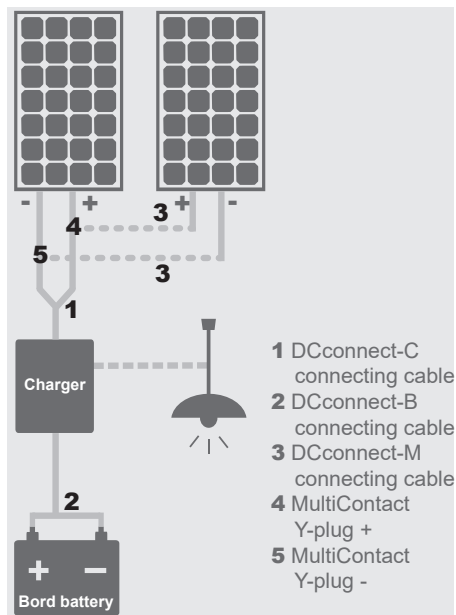 - + + -
3
4
5
3
1
Charger
2
+ −
Bord battery
1 DCconnect-C
connecting cable
2 DCconnect-B
connecting cable
3 DCconnect-M
connecting cable
4 MultiContact
Y-plug +
5 MultiContact
Y-plug -